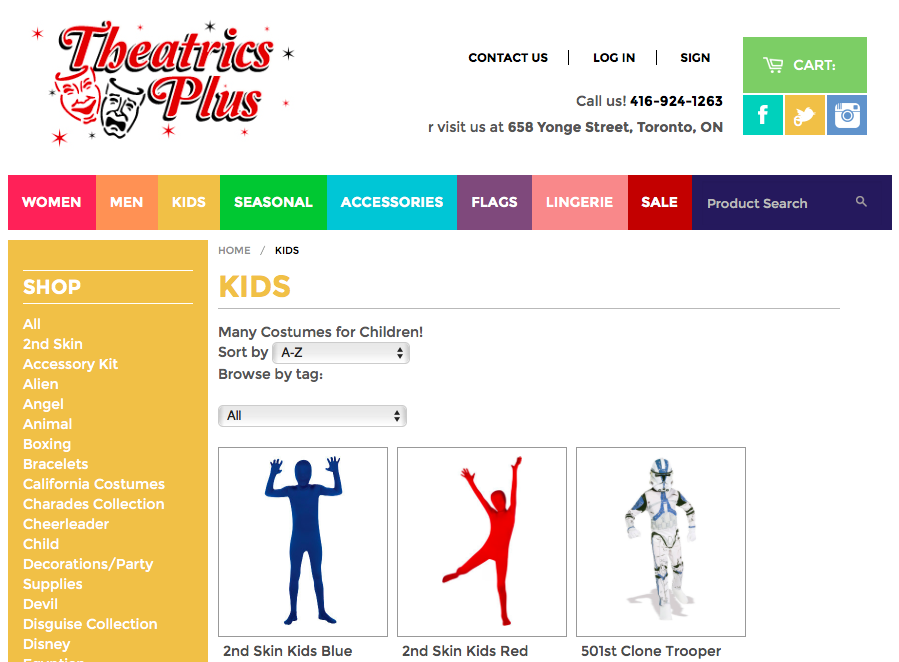 Theatrics
Plus
CONTACT US
LOG IN
SIGN
CART:
Call us! 416-924-1263
r visit us at 658 Yonge Street, Toronto, ON
WOMEN
MEN
KIDS
SEASONAL
ACCESSORIES
FLAGS
LINGERIE
SALE
Product Search
HOME / KIDS
SHOP
All
2nd Skin
Accessory Kit
Alien
Angel
Animal
Boxing
Bracelets
California Costumes
Charades Collection
Cheerleader
Child
Decorations/Party
Supplies
Devil
Disguise Collection
Disney
Egyptian
KIDS
Many Costumes for Children!
Sort by A-Z
Browse by tag:
All
2nd Skin Kids Blue
2nd Skin Kids Red
501st Clone Trooper